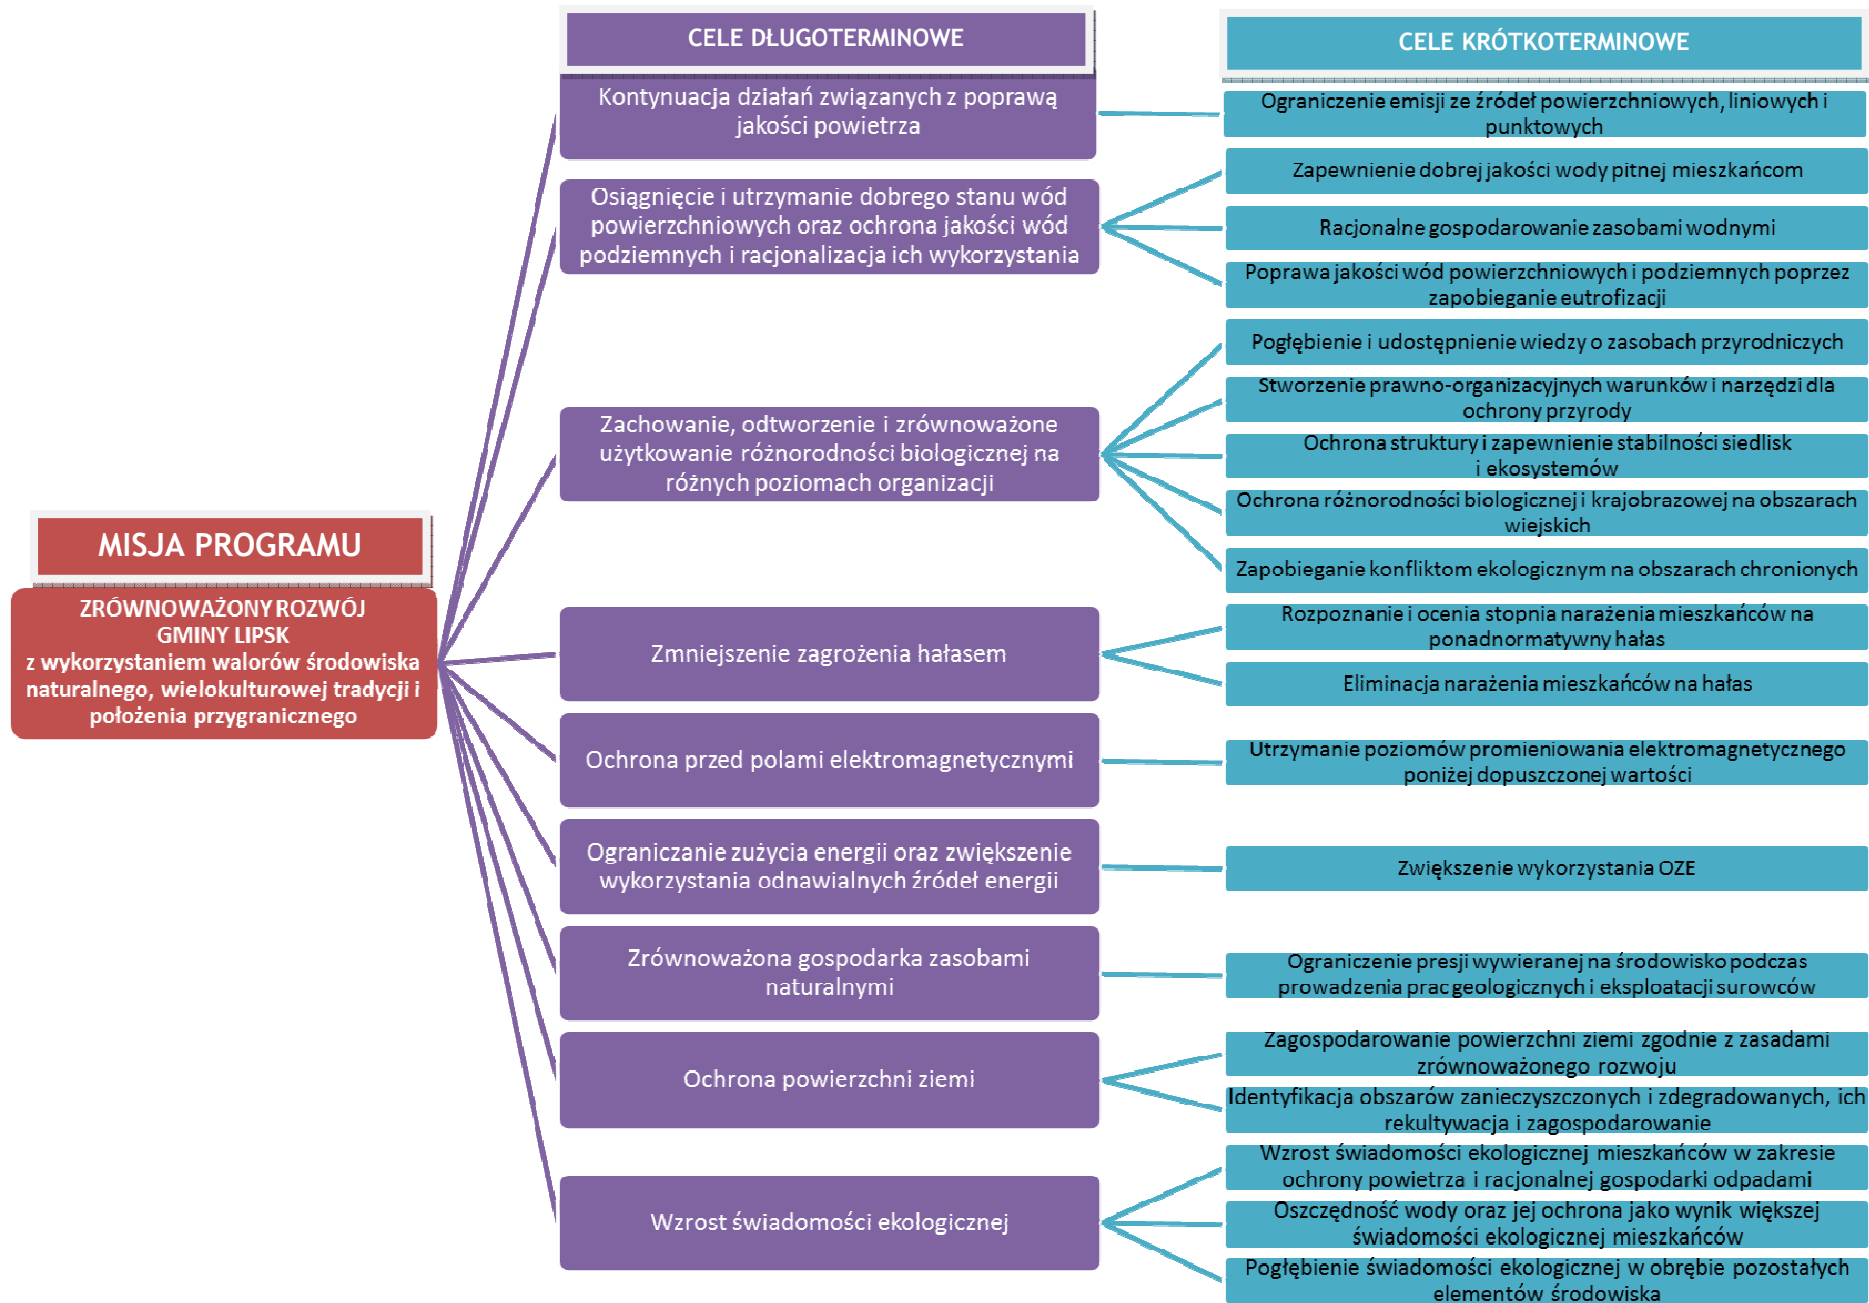 MISJA PROGRAMU
ZRÓWNOWAŻONY ROZWÓJ
GMINY LIPSK
z wykorzystaniem walorów środowiska
naturalnego, wielokulturowej tradycji i
położenia przygranicznego
CELE DŁUGOTERMINOWE
Kontynuacja działań związanych z poprawą
jakości powietrza
Osiągnięcie i utrzymanie dobrego stanu wód
powierzchniowych oraz ochrona jakości wód
podziemnych i racjonalizacja ich wykorzystania
Zachowanie, odtworzenie i zrównoważone
użytkowanie różnorodności biologicznej na
różnych poziomach organizacji
Zmniejszenie zagrożenia hałasem
Ochrona przed polami elektromagnetycznymi
Ograniczanie zużycia energii oraz zwiększenie
wykorzystania odnawialnych źródeł energii
Zrównoważona gospodarka zasobami
naturalnymi
Ochrona powierzchni ziemi
Wzrost świadomości ekologicznej
CELE KRÓTKOTERMINOWE
Ograniczenie emisji ze źródeł powierzchniowych, liniowych i
punktowych
Zapewnienie dobrej jakości wody pitnej mieszkańcom
Racjonalne gospodarowanie zasobami wodnymi
Poprawa jakości wód powierzchniowych i podziemnych poprzez
zapobieganie eutrofizacji
Pogłębienie i udostępnienie wiedzy o zasobach przyrodniczych
Stworzenie prawno-organizacyjnych warunków i narzędzi dla
ochrony przyrody
Ochrona struktury i zapewnienie stabilności siedlisk
i ekosystemów
Ochrona różnorodności biologicznej i krajobrazowej na obszarach
wiejskich
Zapobieganie konfliktom ekologicznym na obszarach chronionych
Rozpoznanie i ocenia stopnia narażenia mieszkańców na
ponadnormatywny hałas
Eliminacja narażenia mieszkańców na hałas
Utrzymanie poziomów promieniowania elektromagnetycznego
poniżej dopuszczonej wartości
Zwiększenie wykorzystania OZE
Ograniczenie presji wywieranej na środowisko podczas
prowadzenia prac geologicznych i eksploatacji surowców
Zagospodarowanie powierzchni ziemi zgodnie z zasadami
zrównoważonego rozwoju
Identyfikacja obszarów zanieczyszczonych i zdegradowanych, ich
rekultywacja i zagospodarowanie
Wzrost świadomości ekologicznej mieszkańców w zakresie
ochrony powietrza i racjonalnej gospodarki odpadami
Oszczędność wody oraz jej ochrona jako wynik większej
świadomości ekologicznej mieszkańców
Pogłębienie świadomości ekologicznej w obrębie pozostałych
elementów środowiska